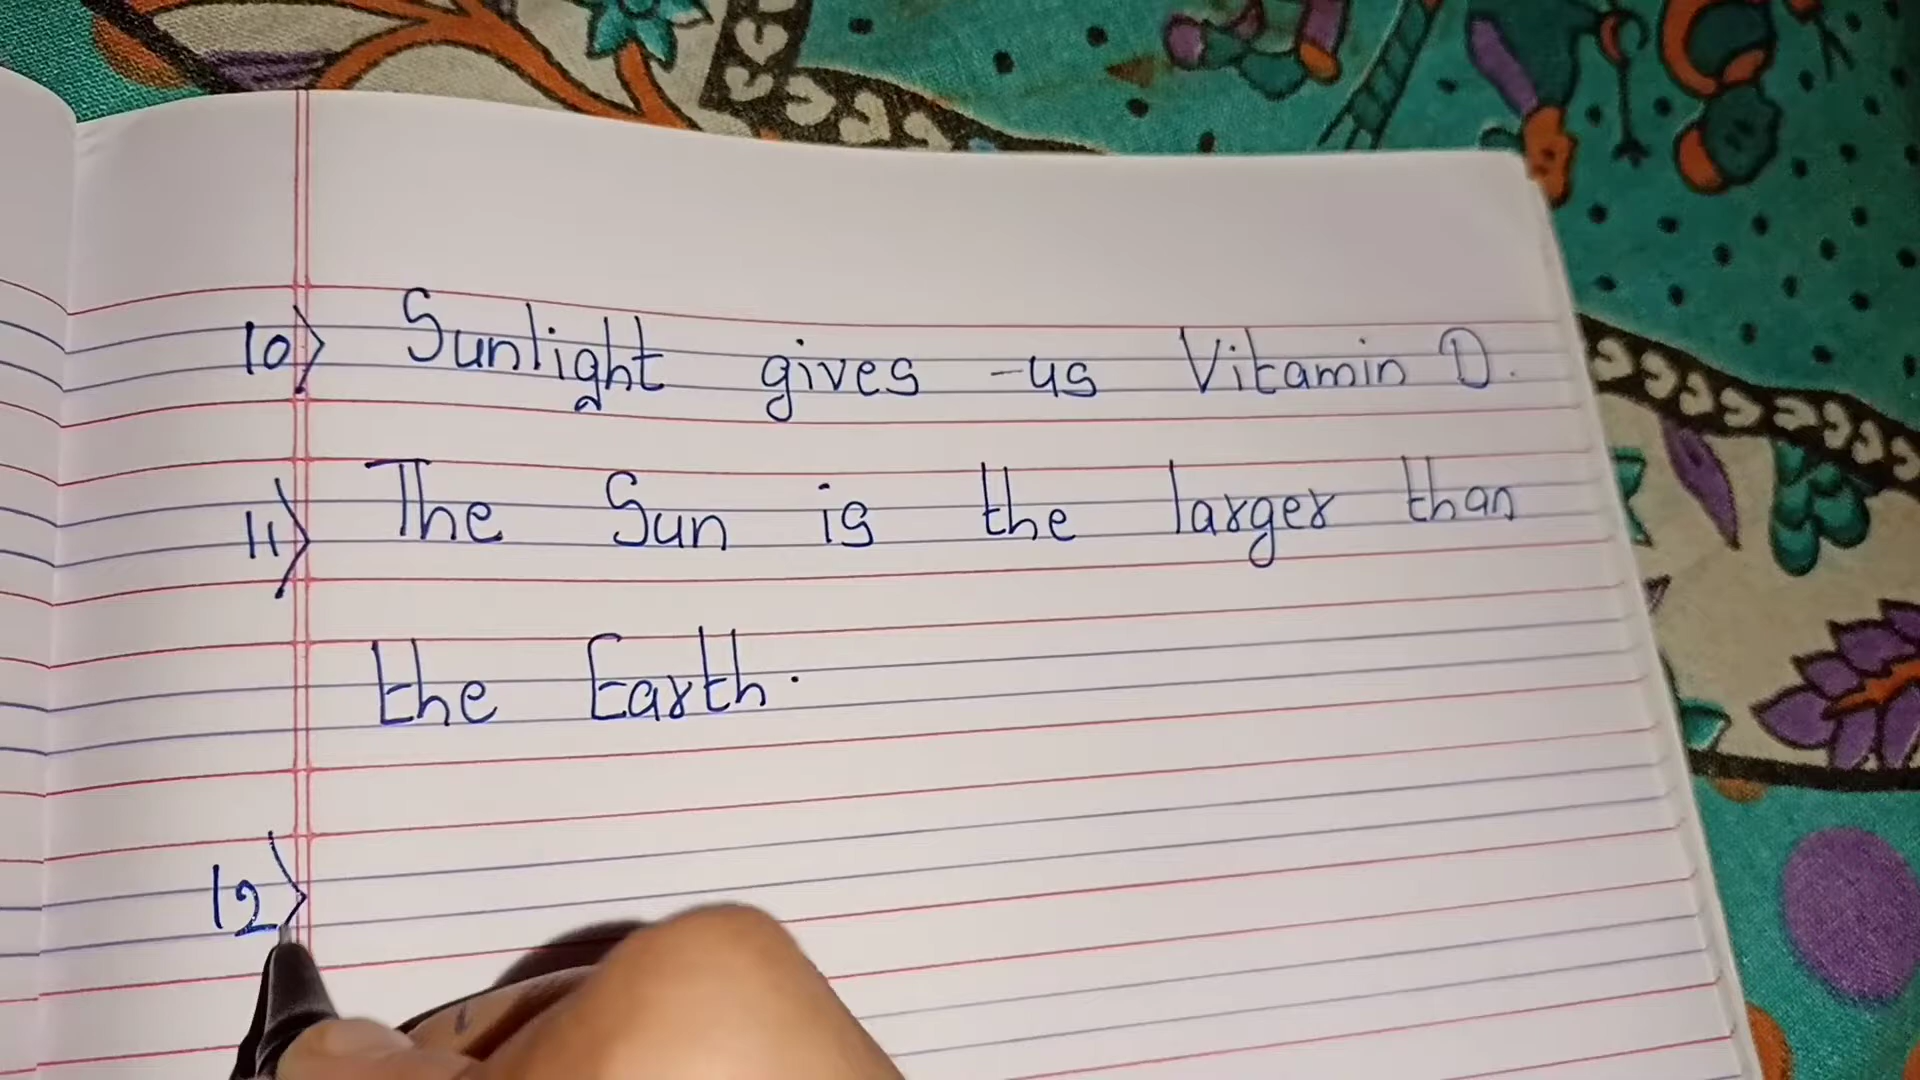 10) Sunlight gives -us Vitamin D.
11) The Sun is the larger than
the Earth.
12)